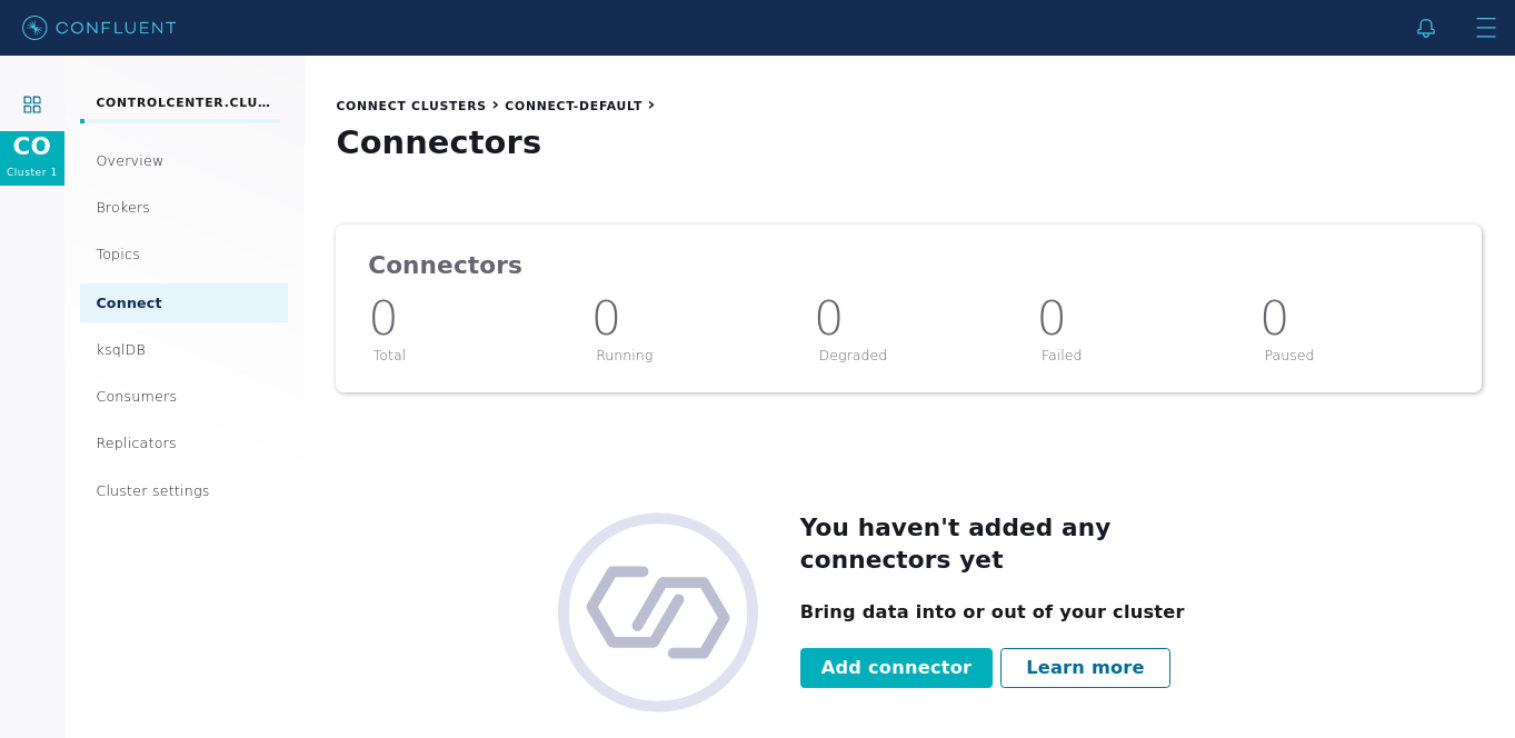 CONFLUENT
CONTROLCENTER.CLU...
CO
Cluster 1
Overview
Brokers
Topics
Connect
ksqlDB
Consumers
Replicators
Cluster settings
CONNECT CLUSTERS › CONNECT-DEFAULT ›
Connectors
Connectors
0 0 0 0 0
Total Running Degraded Failed Paused
You haven't added any
connectors yet
Bring data into or out of your cluster
Add connector Learn more